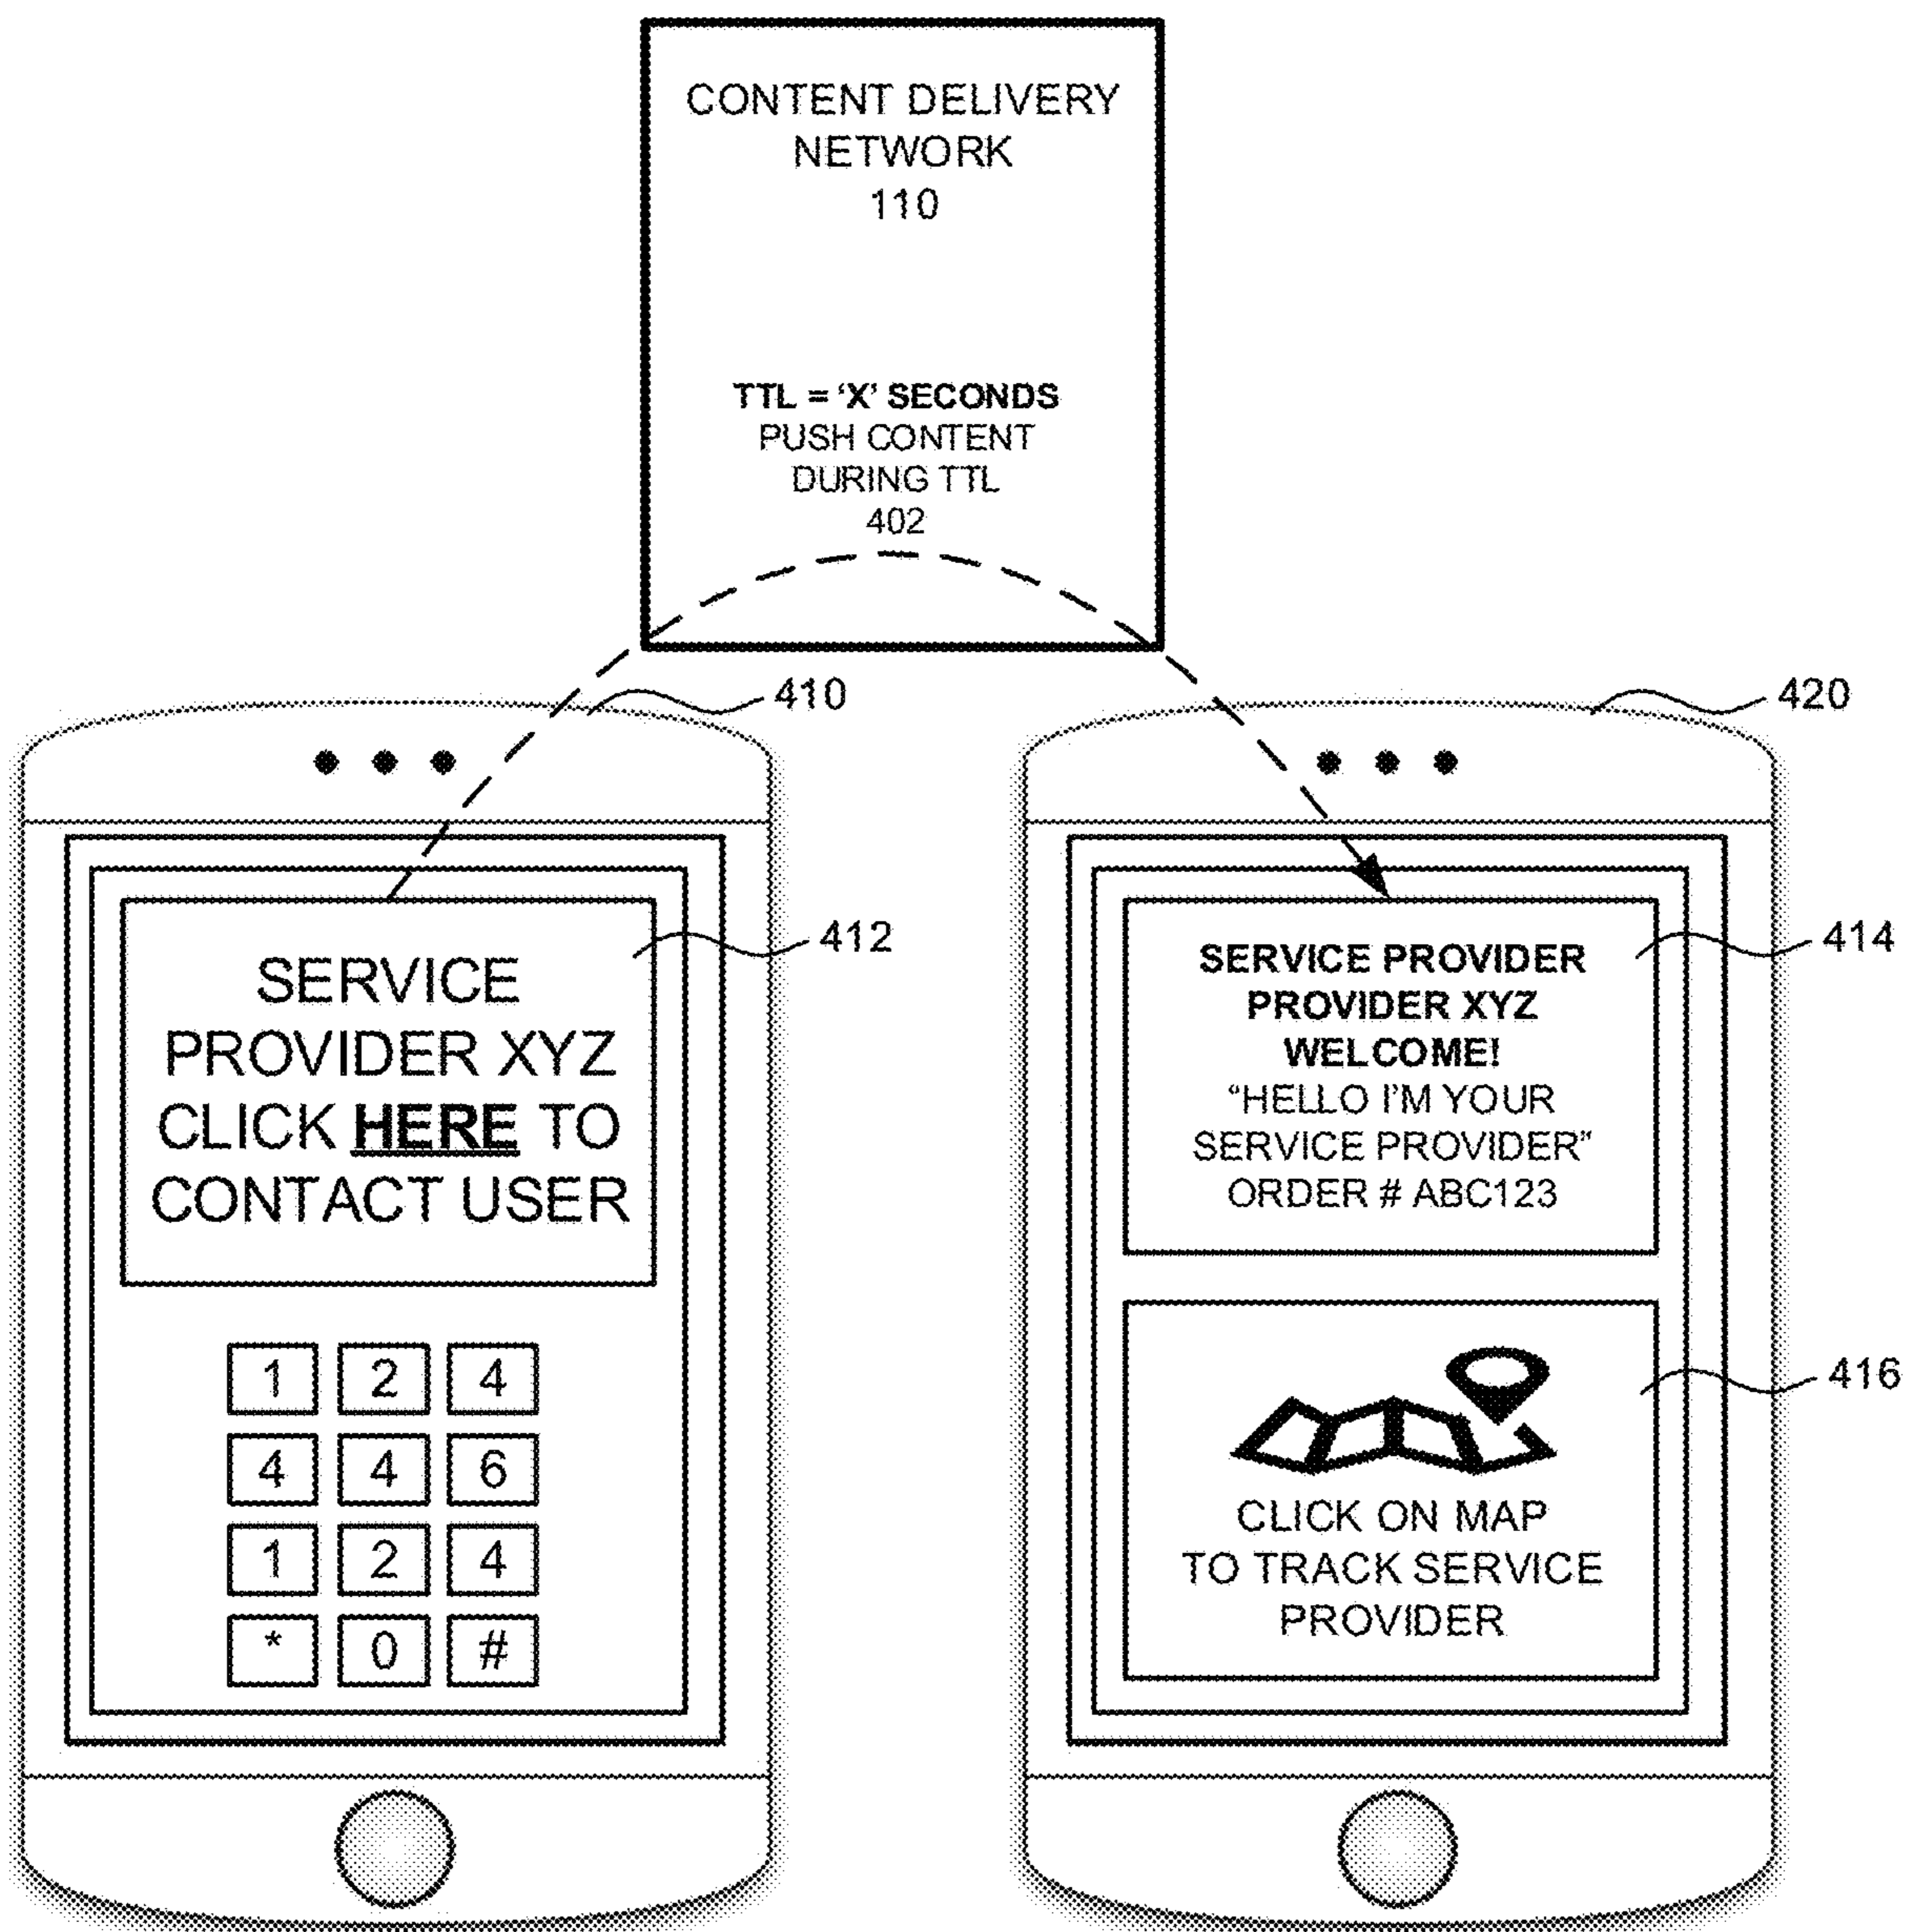 CONTENT DELIVERY
NETWORK
110
TTL = ‘X’ SECONDS
PUSH CONTENT
DURING TTL
402
410
412
SERVICE
PROVIDER XYZ
CLICK HERE TO
CONTACT USER
1 2 4
4 4 6
1 2 4
* 0 #
420
414
SERVICE PROVIDER
PROVIDER XYZ
WELCOME!
“HELLO I’M YOUR
SERVICE PROVIDER”
ORDER # ABC123
416
CLICK ON MAP
TO TRACK SERVICE
PROVIDER